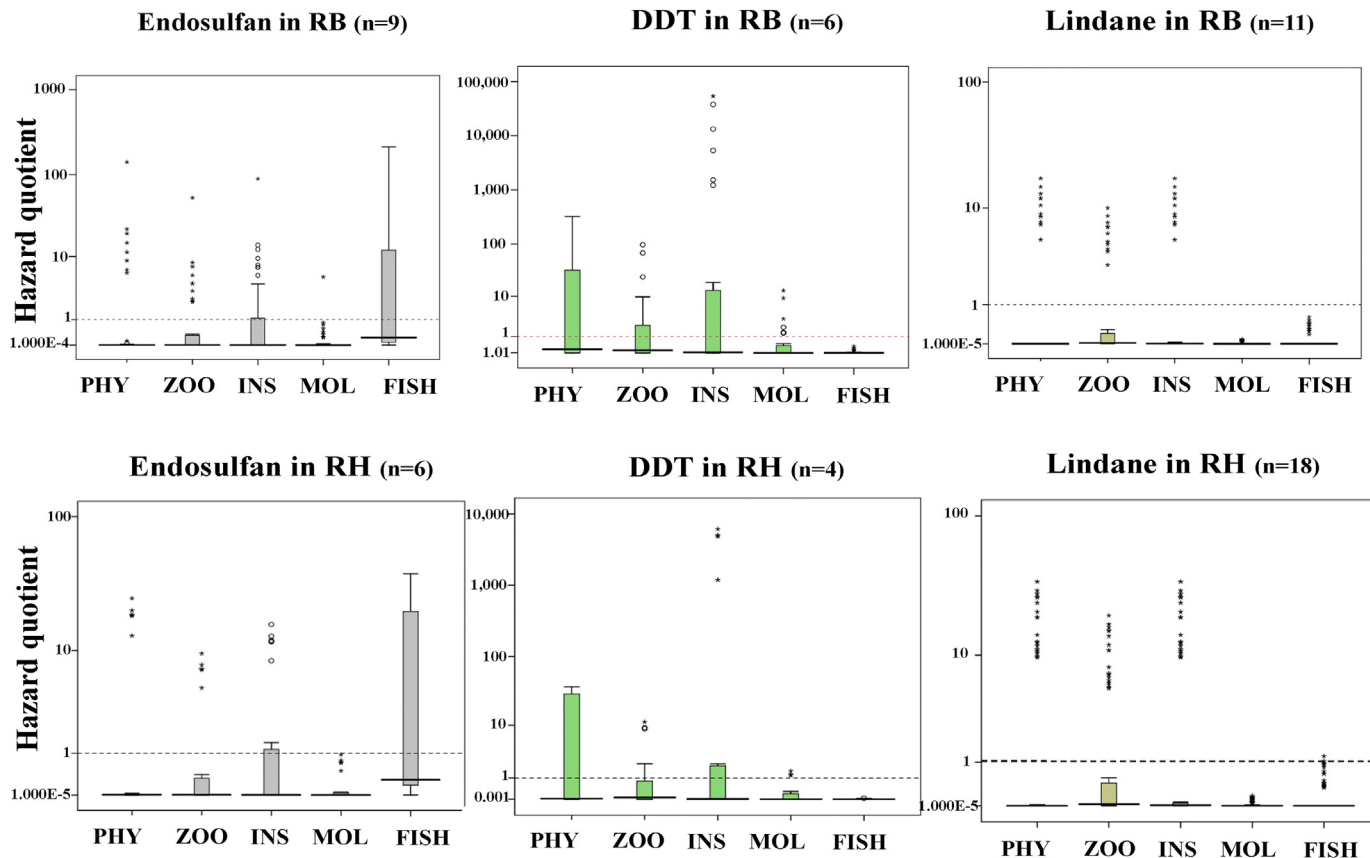 Endosulfan in RB (n=9)
DDT in RB (n=6)
Lindane in RB (n=11)
Hazard quotient
1000
100
10
1
1.000E-4
PHY ZOO INS MOL FISH
100,000
10,000
1,000
100
10
1
1.01
PHY ZOO INS MOL FISH
100
10
1
1.000E-5
PHY ZOO INS MOL FISH
Endosulfan in RH (n=6)
DDT in RH (n=4)
Lindane in RH (n=18)
Hazard quotient
100
10
1
1.000E-5
PHY ZOO INS MOL FISH
10,000
1,000
100
10
1
0.001
PHY ZOO INS MOL FISH
100
10
1
1.000E-5
PHY ZOO INS MOL FISH